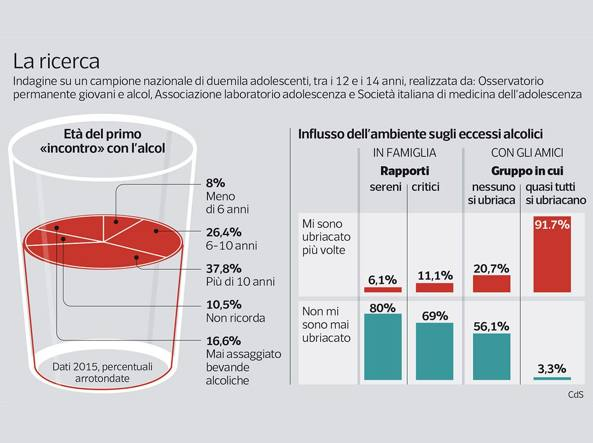 La ricerca
Indagine su un campione nazionale di duemila adolescenti, tra i 12 e i 14 anni, realizzata da: Osservatorio
permanente giovani e alcol, Associazione laboratorio adolescenza e Società italiana di medicina dell'adolescenza
Età del primo
«incontro» con l'alcol
8%
Meno
di 6 anni
26,4%
6-10 anni
37,8%
Più di 10 anni
10,5%
Non ricorda
16,6%
Mai assaggiato
bevande
alcoliche
Dati 2015, percentuali
arrotondate
Influsso dell'ambiente sugli eccessi alcolici
IN FAMIGLIA
CON GLI AMICI
Rapporti
Gruppo in cui
sereni
critici
nessuno
si ubriaca
quasi tutti
si ubriacano
Mi sono
ubriacato
più volte
6,1%
11,1%
20,7%
91.7%
Non mi
sono mai
ubriacato
80%
69%
56,1%
3,3%
CdS